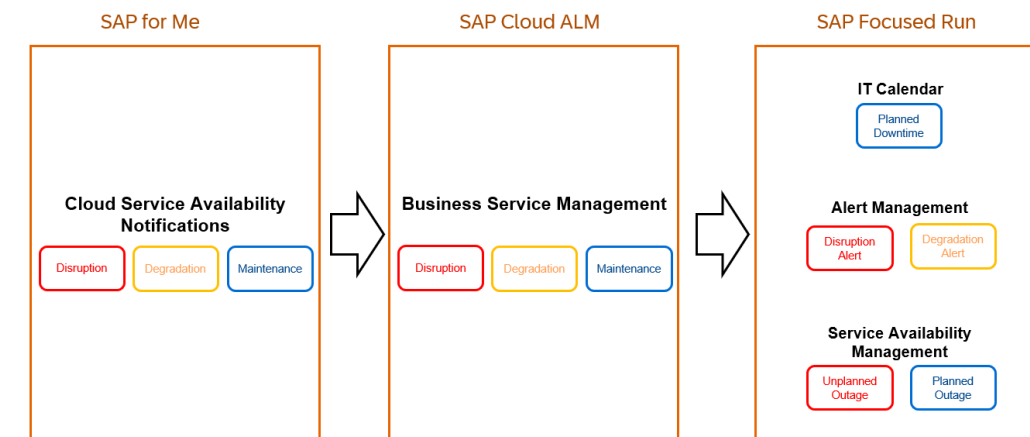 SAP for Me
SAP Cloud ALM
SAP Focused Run
Cloud Service Availability
Notifications
Disruption
Degradation
Maintenance
Business Service Management
Disruption
Degradation
Maintenance
IT Calendar
Planned
Downtime
Alert Management
Disruption
Alert
Degradation
Alert
Service Availability
Management
Unplanned
Outage
Planned
Outage